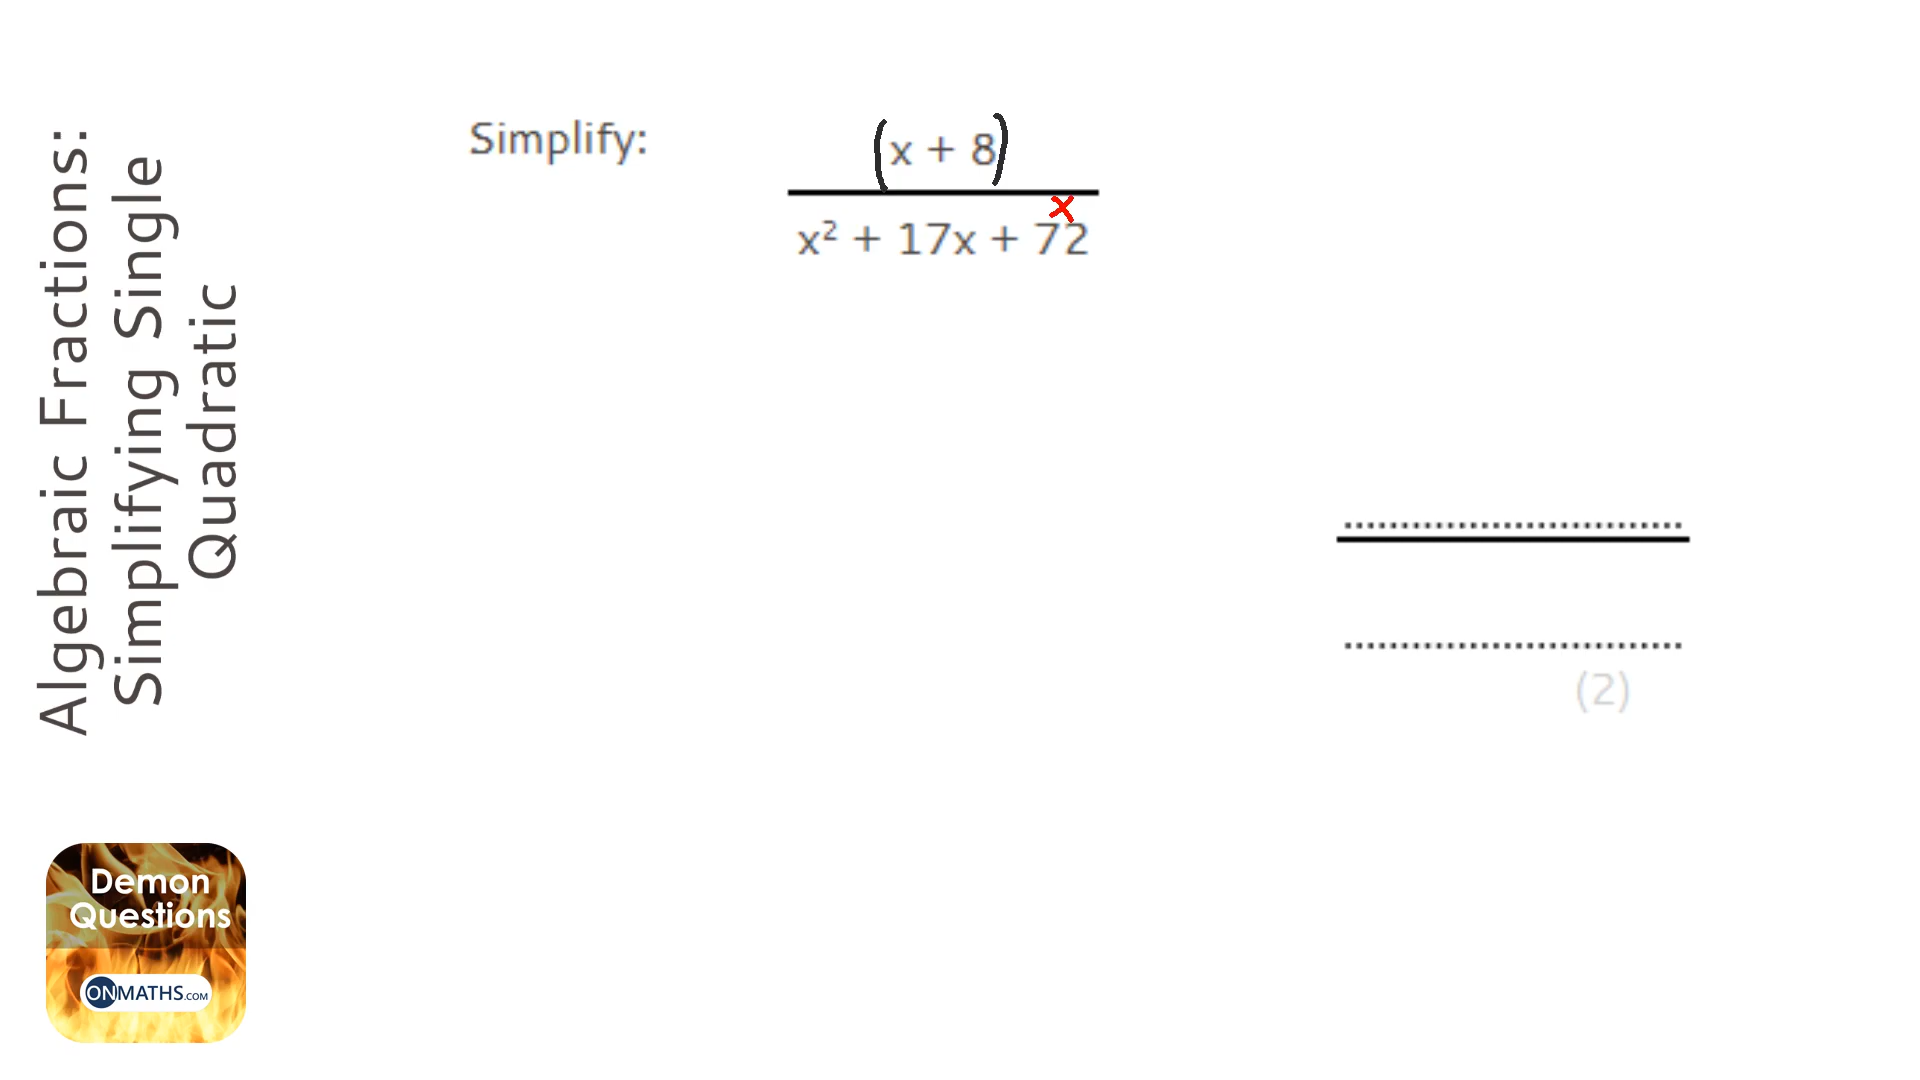 Algebraic Fractions:
Simplifying Single
Quadratic
Simplify:
(x + 8)
x
x² + 17x + 72
(2)
Demon
Questions
ONMATHS.COM